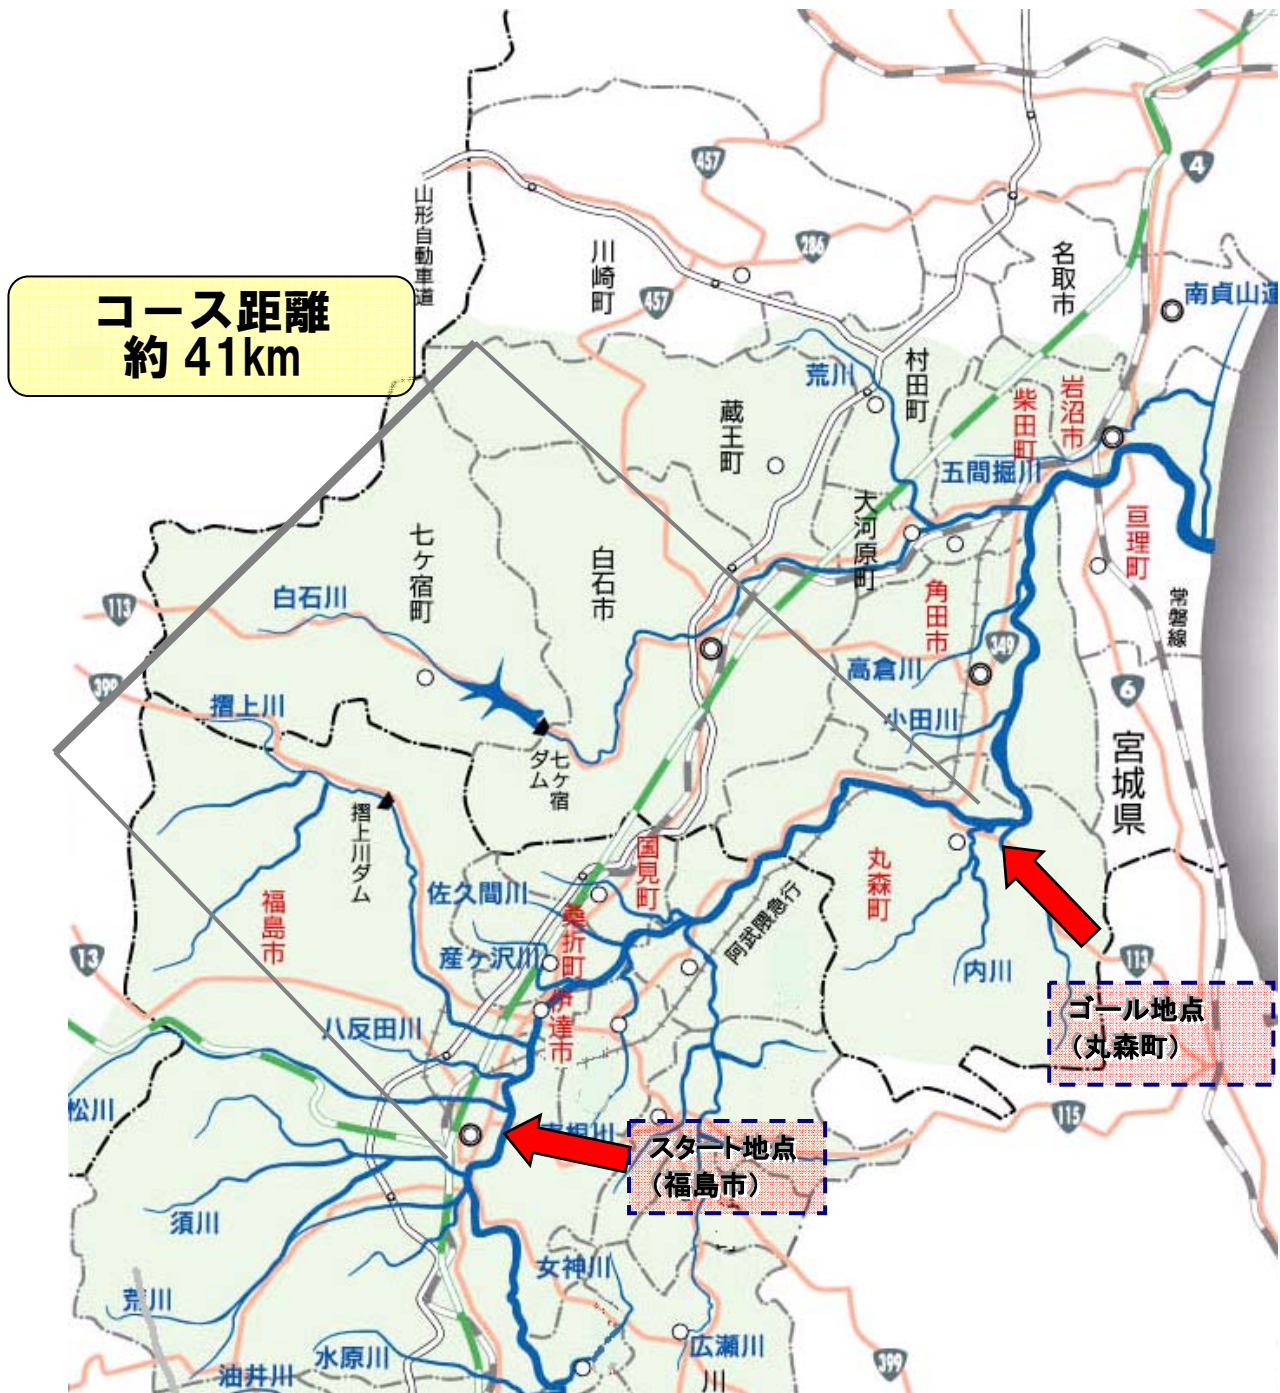 コース距離
約 41km
山形自動車道
457
4
286
川崎町
457
名取市
南貞山運
荒川
村田町
岩沼市
柴田町
蔵王町
五間掘川
大河原町
亘理町
七ヶ宿町
白石市
白石川
113
角田市
常磐線
349
高倉川
399
摺上川
6
小田川
宮城県
七ヶ宿
ダム
摺上川ダム
国見町
丸森町
佐久間川
福島市
桑折町
阿武隈急行
産ヶ沢川
13
内川
113
伊達市
八反田川
ゴール地点
（丸森町）
松川
115
スタート地点
（福島市）
須川
女神川
荒川
水原川
広瀬川
399
油井川
川